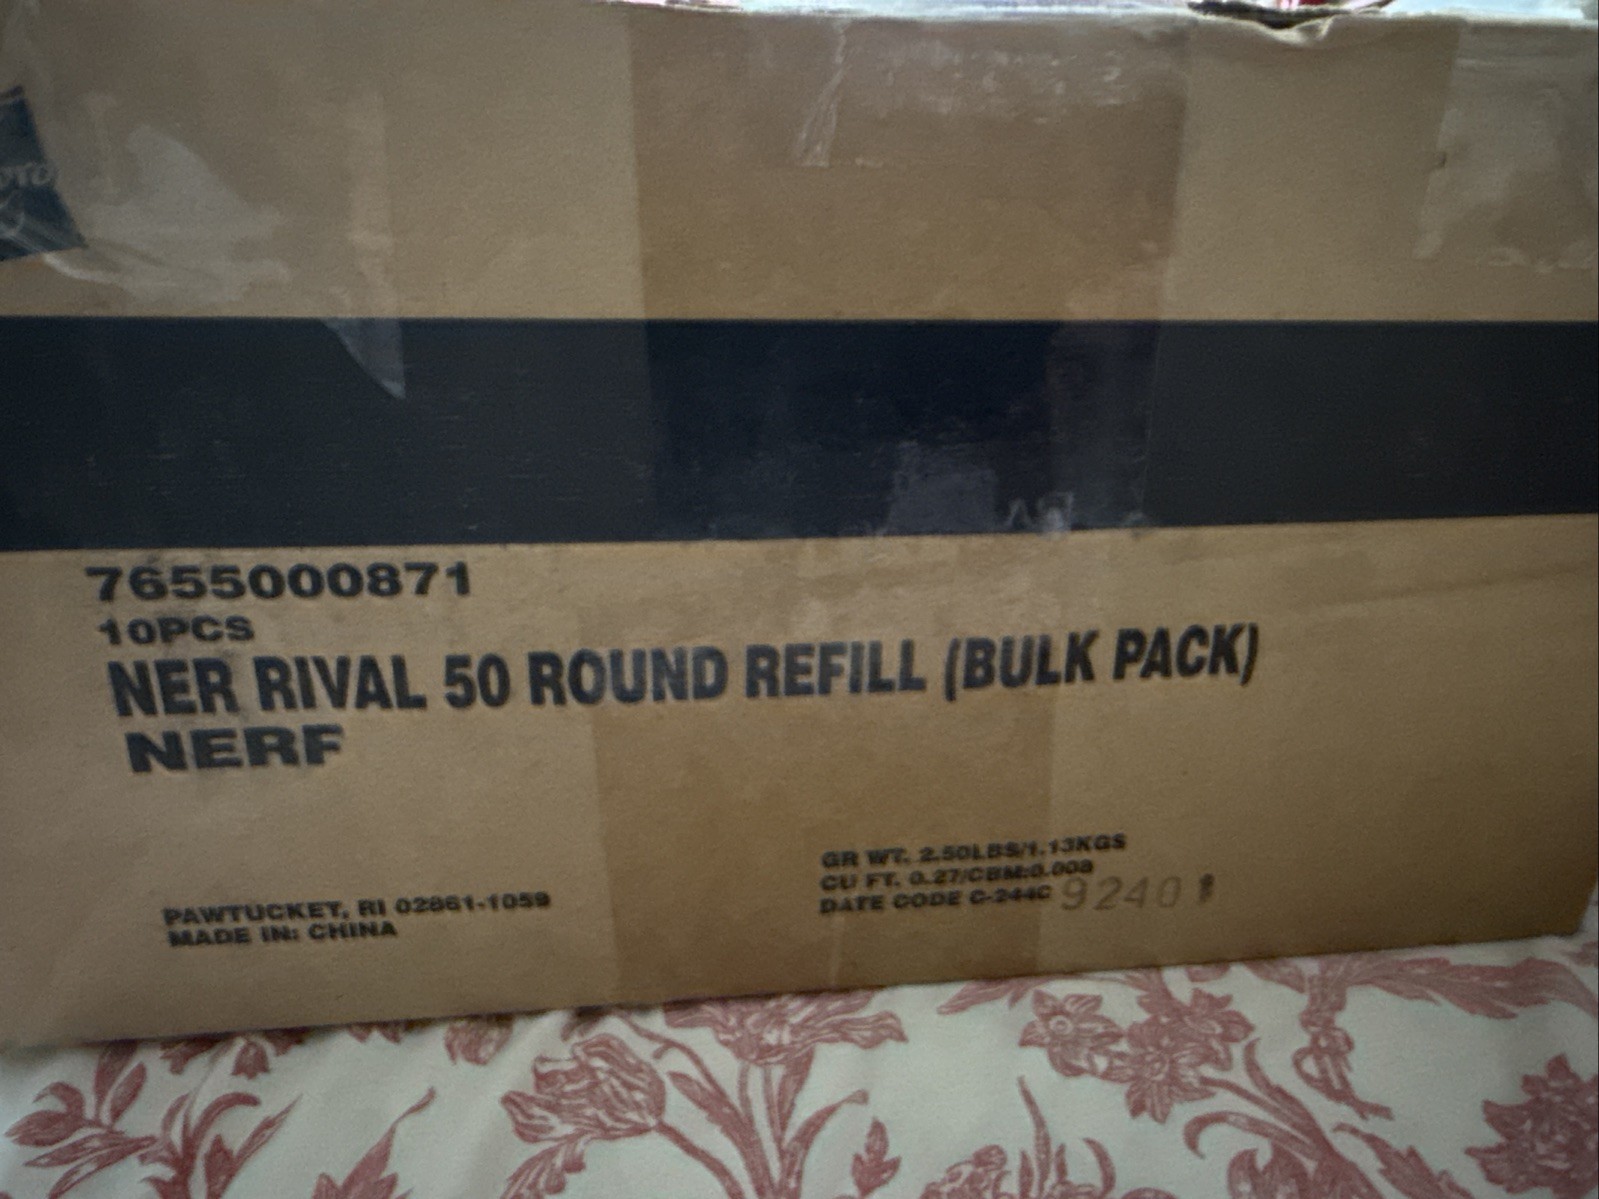 7655000871
10PCS
NER RIVAL 50 ROUND REFILL (BULK PACK)
NERF
PAWTUCKET, RI 02861-1059
MADE IN: CHINA
GR WT. 2.50LBS/1.13KGS
CU FT. 0.27/CBM:0.008
DATE CODE C-244C 92401